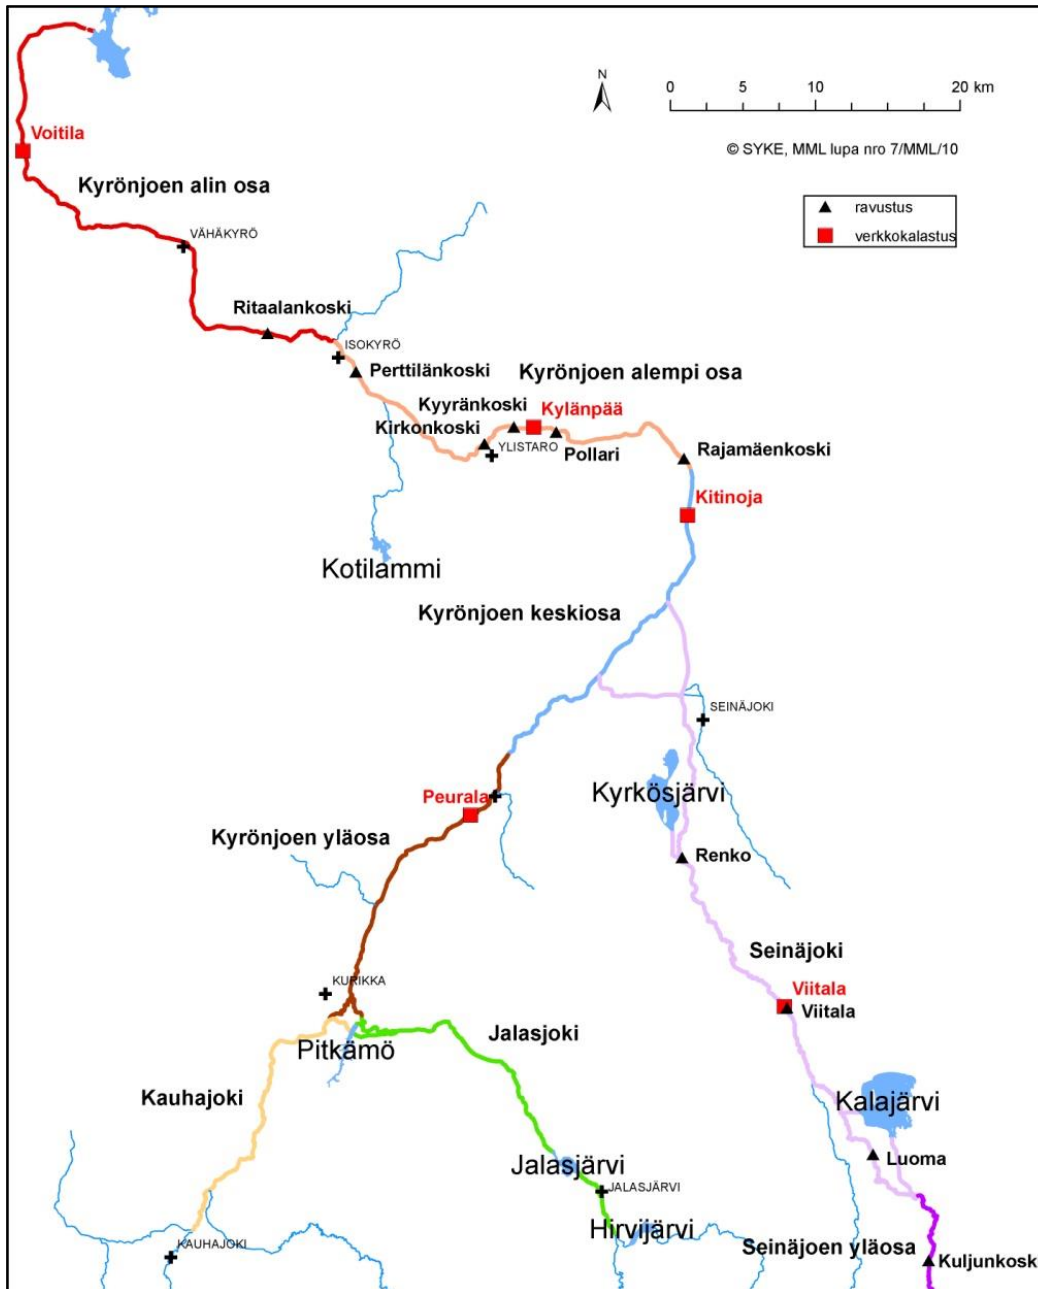 N
0 5 10 20 km
© SYKE, MML lupa nro 7/MML/10
ravustus
verkkokalastus
Voitila
Kyrönjoen alin osa
VÄHÄKYRÖ
Ritaalankoski
ISOKYRÖ
Perttilänkoski
Kyrönjoen alempi osa
Kyyränkoski
Kylänpää
Kirkonkoski
YLISTARO
Pollari
Rajamäenkoski
Kitinoja
Kotilammi
Kyrönjoen keskiosa
SEINÄJOKI
Kyrkösjärvi
Peurala
Kyrönjoen yläosa
Renko
Seinäjoki
KURIKKA
Viitala
Viitala
Jalasjoki
Pitkämö
Kauhajoki
Kalajärvi
Jalasjärvi
Luoma
JALASJÄRVI
Hirvijärvi
KAUHAJOKI
Seinäjoen yläosa
Kuljunkosk